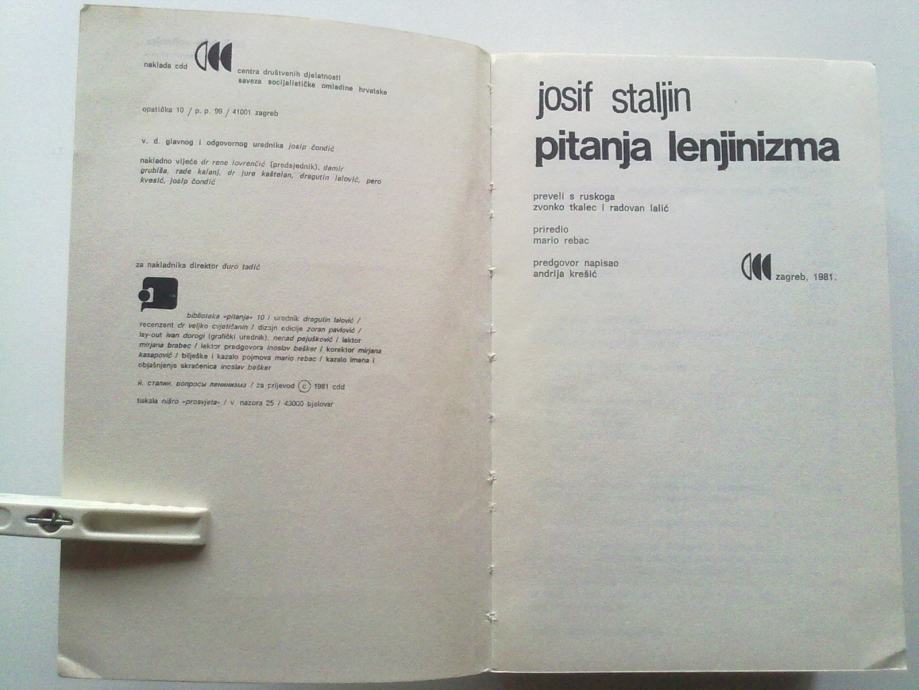 naklada cdd
centra društvenih djelatnosti
saveza socijalističke omladine hrvatske
opatička 10 / p. p. 99 / 41001 zagreb
v. d. glavnog i odgovornog urednika josip čondić
nakladno vijeće dr rene lovrenčić (predsjednik), damir
grubiša, rade kalanj, dr jure kaštelan, dragutin lalović, pero
kvesić, josip čondić
za nakladnika direktor đuro tadić
biblioteka »pitanja« 10 / urednik dragutin lalović /
recenzent dr veljko cvjetičanin / dizajn edicije zoran pavlović /
lay-out ivan dorogi (grafički urednik), nenad pejušković / lektor
mirjana brabec / lektor predgovora inoslav bešker / korektor mirjana
kasapović / bilješke i kazalo pojmova mario rebac / kazalo imena i
objašnjenje skraćenica inoslav bešker
й. сталин, вопросы ленинизма / za prijevod © 1981 cdd
tiskala nišro »prosvjeta« / v. nazora 25 / 43000 bjelovar
josif staljin
pitanja lenjinizma
preveli s ruskoga
zvonko tkalec i radovan lalić
priredio
mario rebac
predgovor napisao
andrija krešić
zagreb, 1981.